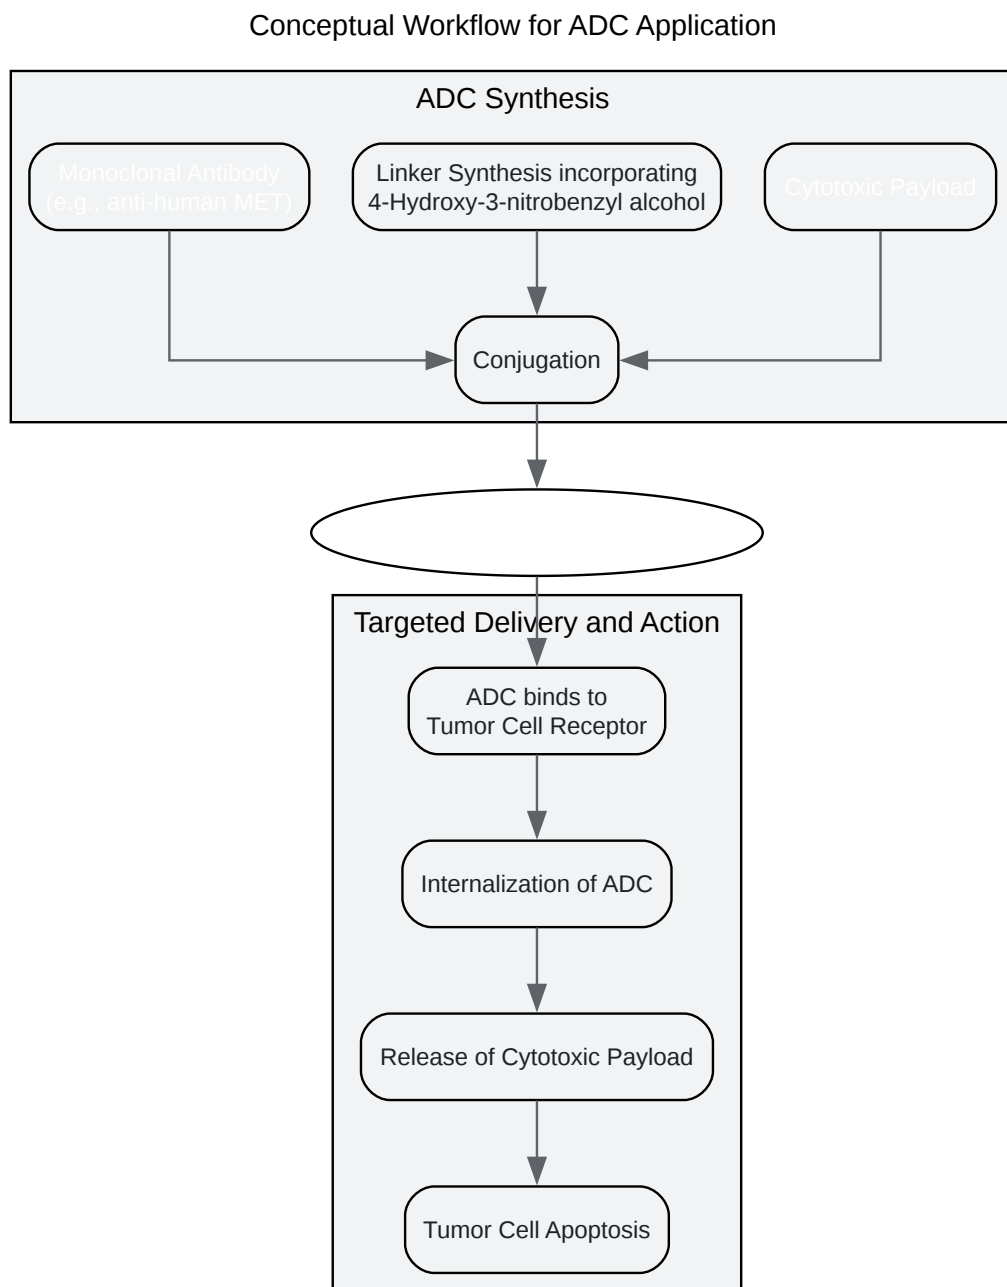 Conceptual Workflow for ADC Application
ADC Synthesis
Monoclonal Antibody
(e.g., anti-human MET)
Linker Synthesis incorporating
4-Hydroxy-3-nitrobenzyl alcohol
Cytotoxic Payload
Conjugation
Targeted Delivery and Action
ADC binds to
Tumor Cell Receptor
Internalization of ADC
Release of Cytotoxic Payload
Tumor Cell Apoptosis